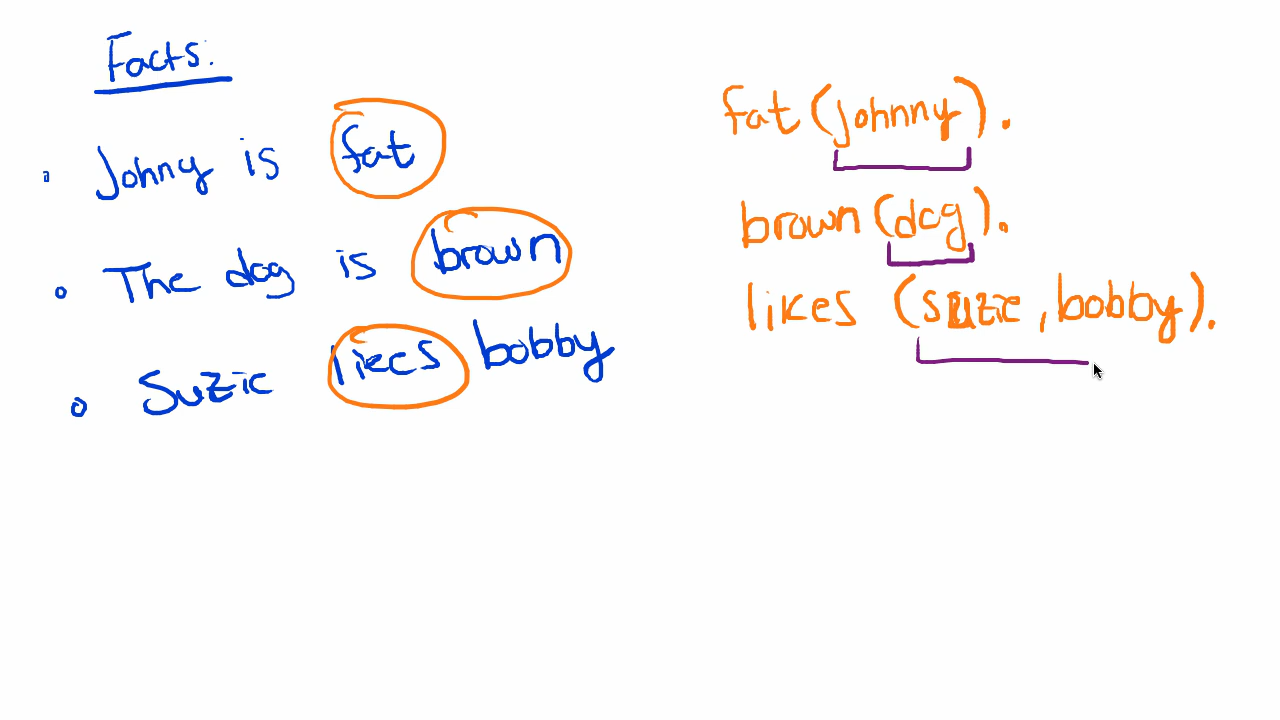 Facts:
Johny is fat
The dog is brown
Suzie liecs bobby
fat (johnny).
brown (dog).
likes (suzie, bobby).